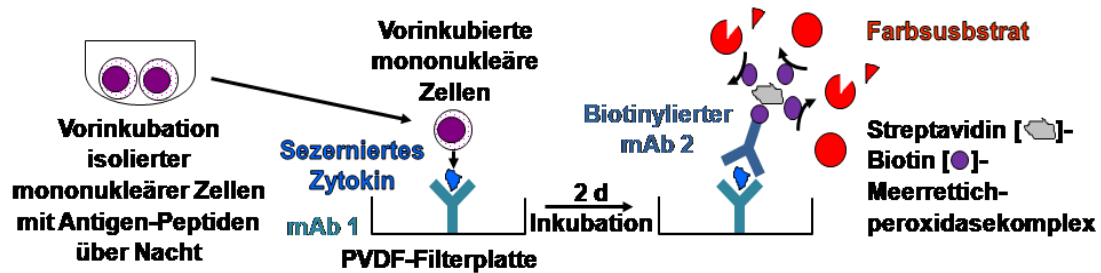 Vorinkubation
isolierter
mononukleärer Zellen
mit Antigen-Peptiden
über Nacht
Vorinkubierte
mononukleäre
Zellen
Sezerniertes
Zytokin
mAb 1
PVDF-Filterplatte
2 d
Inkubation
Biotinylierter
mAb 2
Farbsusbstrat
Streptavidin [ ]-
Biotin [ ]-
Meerrettich-
peroxidasekomplex